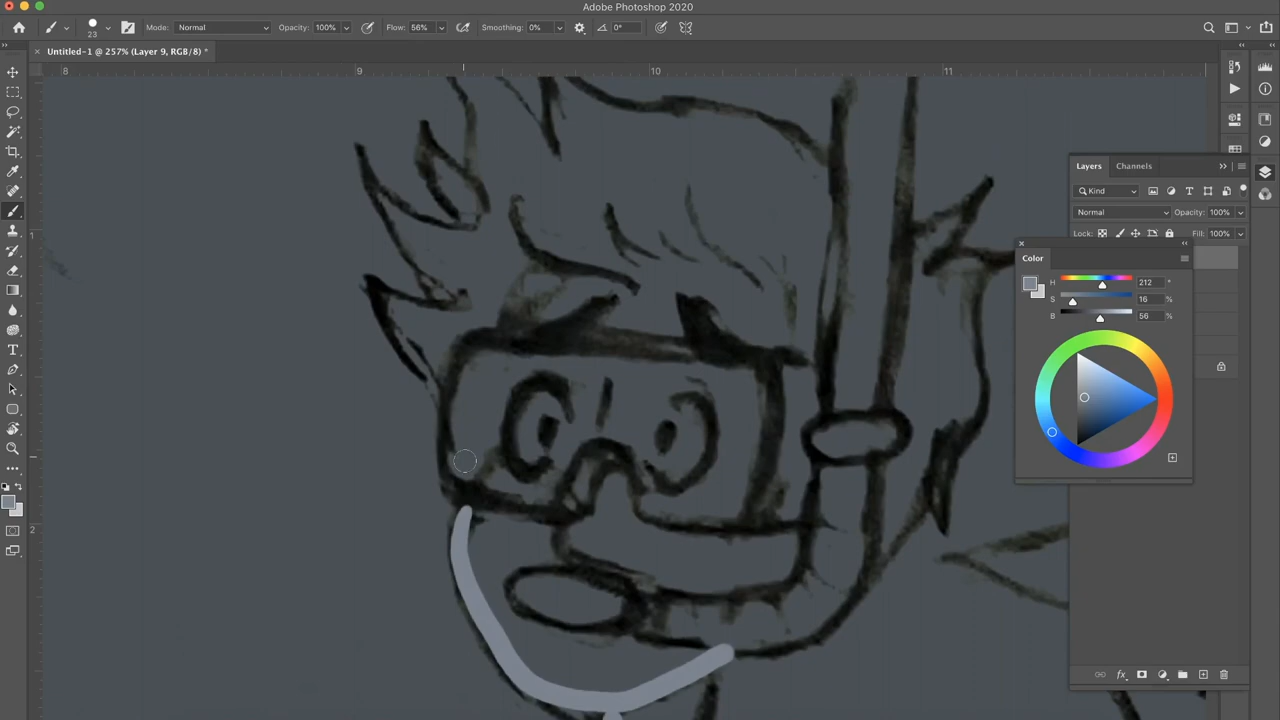 Adobe Photoshop 2020
23 Mode: Normal Opacity: 100% Flow: 56% Smoothing: 0% 0°
× Untitled-1 @ 257% (Layer 9, RGB/8) *
8 9 10 11
1
2
Layers Channels
Kind
Normal Opacity: 100%
Lock: Fill: 100%
Color
H 212 °
S 16 %
B 56 %
fx